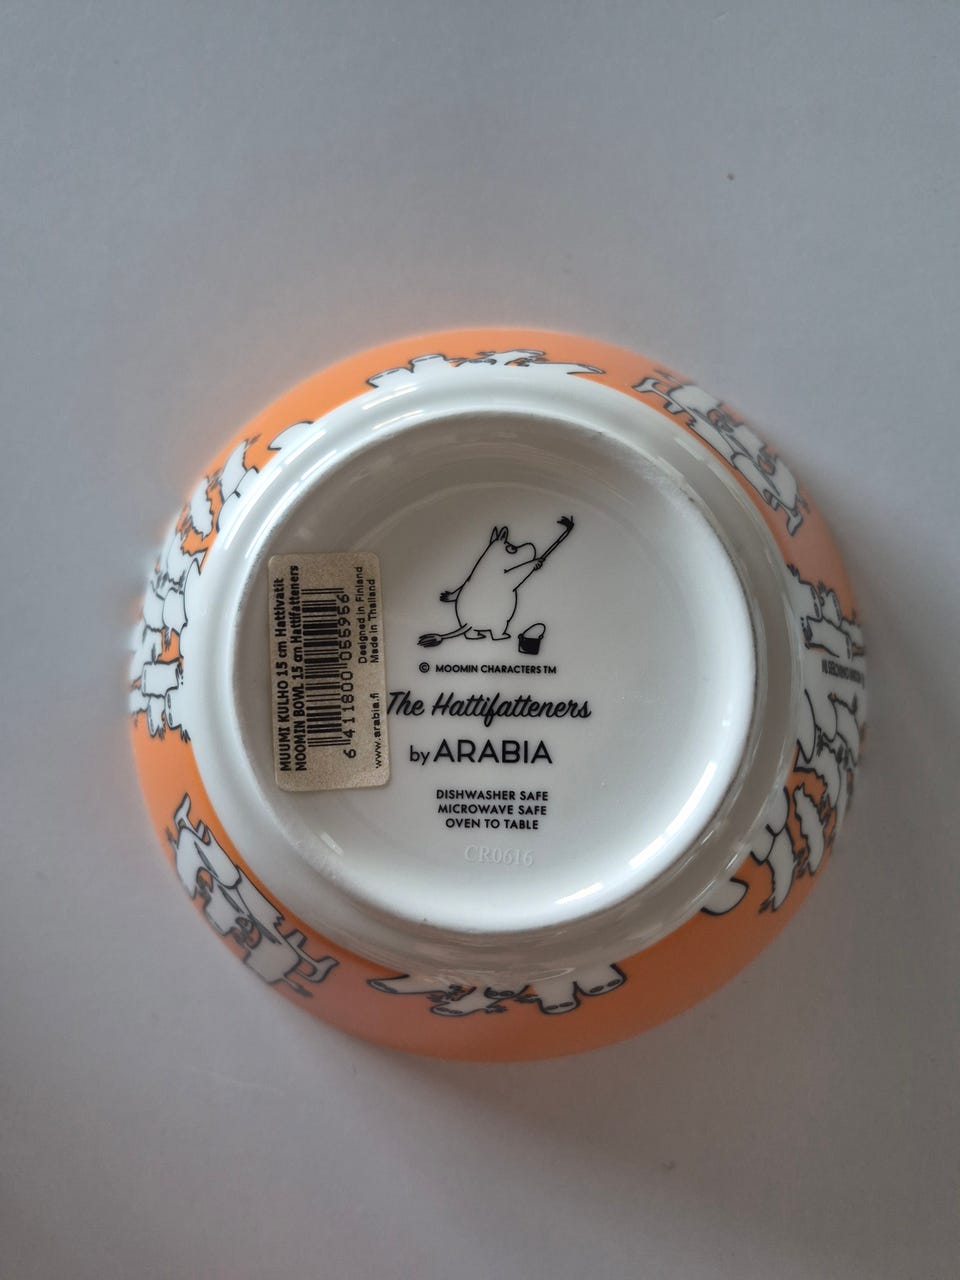 MUUMI KULHO 15 cm Hattivatit
MOOMIN BOWL 15 cm Hattifatteners
6 411800 055956
Designed in Finland
Made in Thailand
www.arabia.fi
© MOOMIN CHARACTERS TM
The Hattifatteners
by ARABIA
DISHWASHER SAFE
MICROWAVE SAFE
OVEN TO TABLE
CR0616